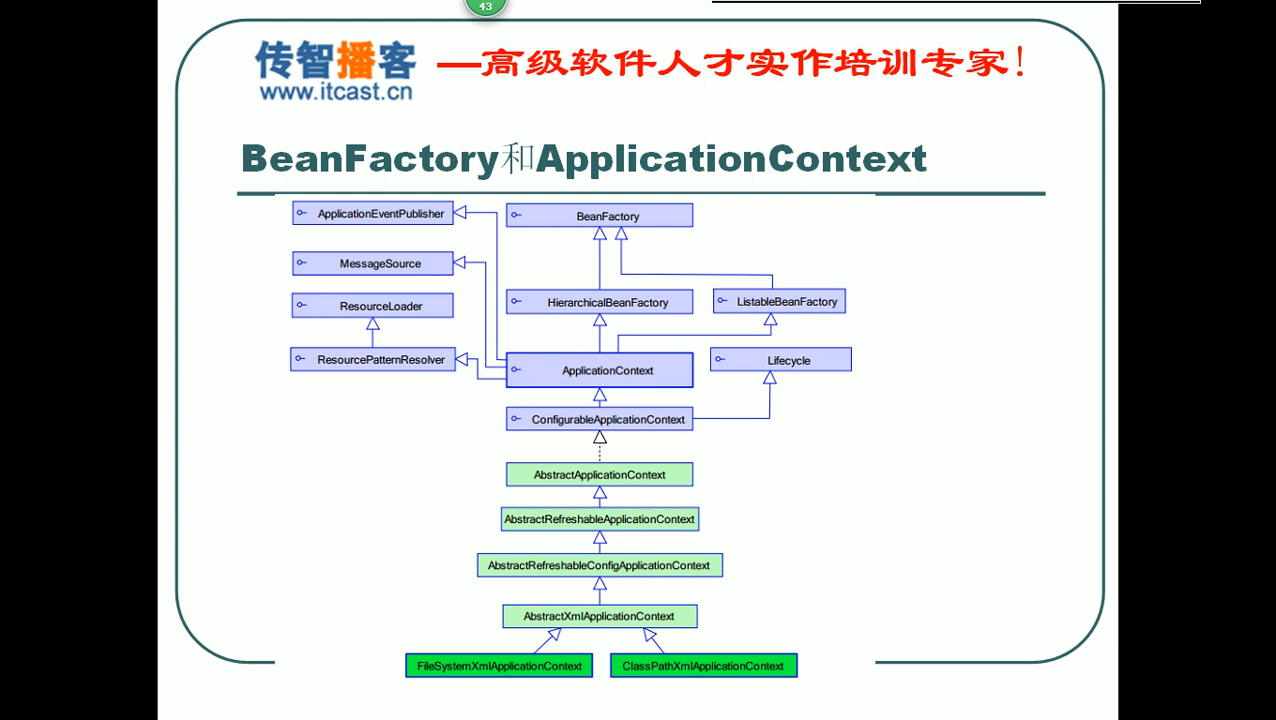 43
传智播客
—高级软件人才实作培训专家!
www.itcast.cn
BeanFactory和ApplicationContext
ApplicationEventPublisher
BeanFactory
MessageSource
ResourceLoader
HierarchicalBeanFactory
ListableBeanFactory
ResourcePatternResolver
ApplicationContext
Lifecycle
ConfigurableApplicationContext
AbstractApplicationContext
AbstractRefreshableApplicationContext
AbstractRefreshableConfigApplicationContext
AbstractXmlApplicationContext
FileSystemXmlApplicationContext
ClassPathXmlApplicationContext